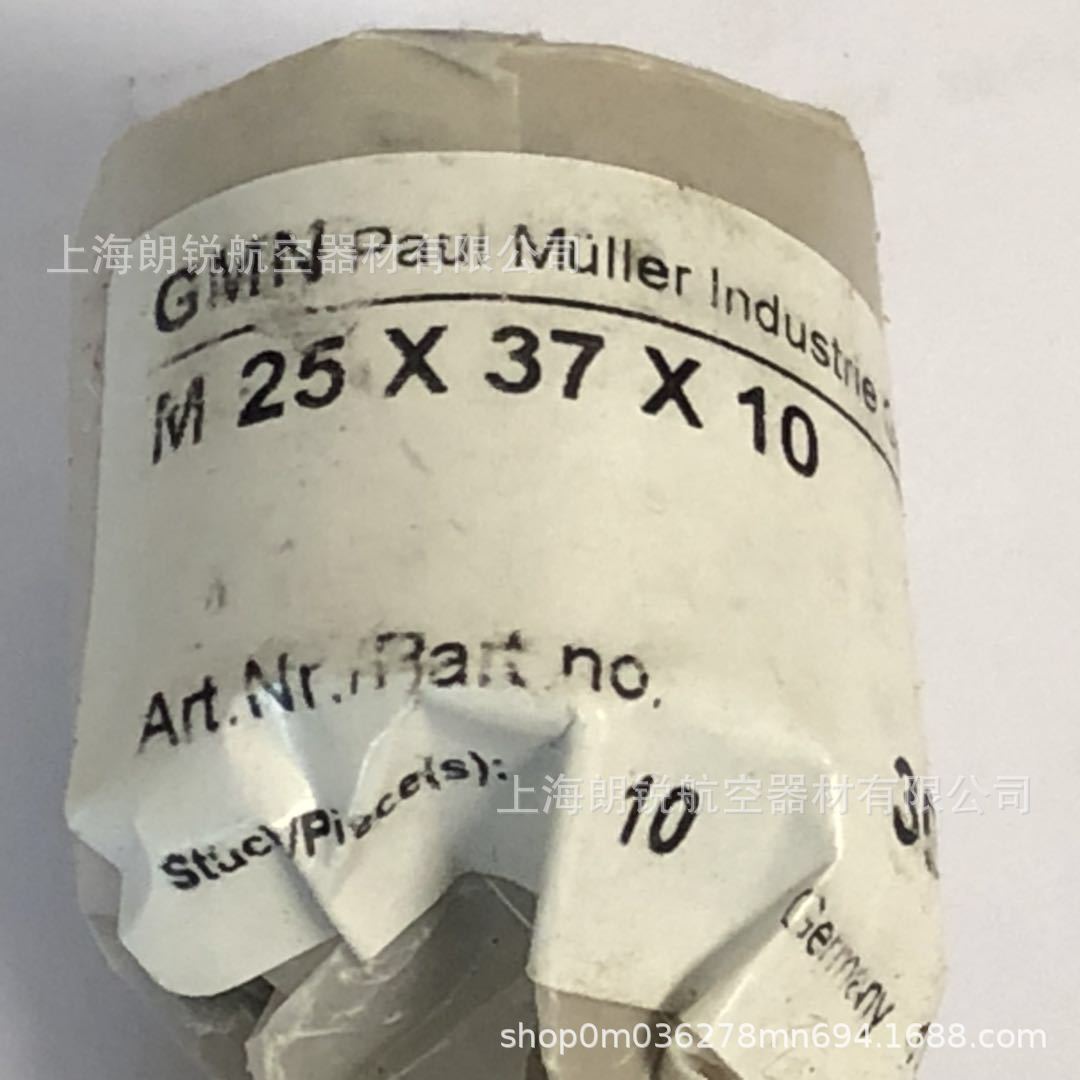 上海朗锐航空器材有限公司
GMN Paul Müller Industrie
M 25 X 37 X 10
Art.Nr./Part no.
Stück/Piece(s): 10
上海朗锐航空器材有限公司
Germany
shop0m036278mn694.1688.com